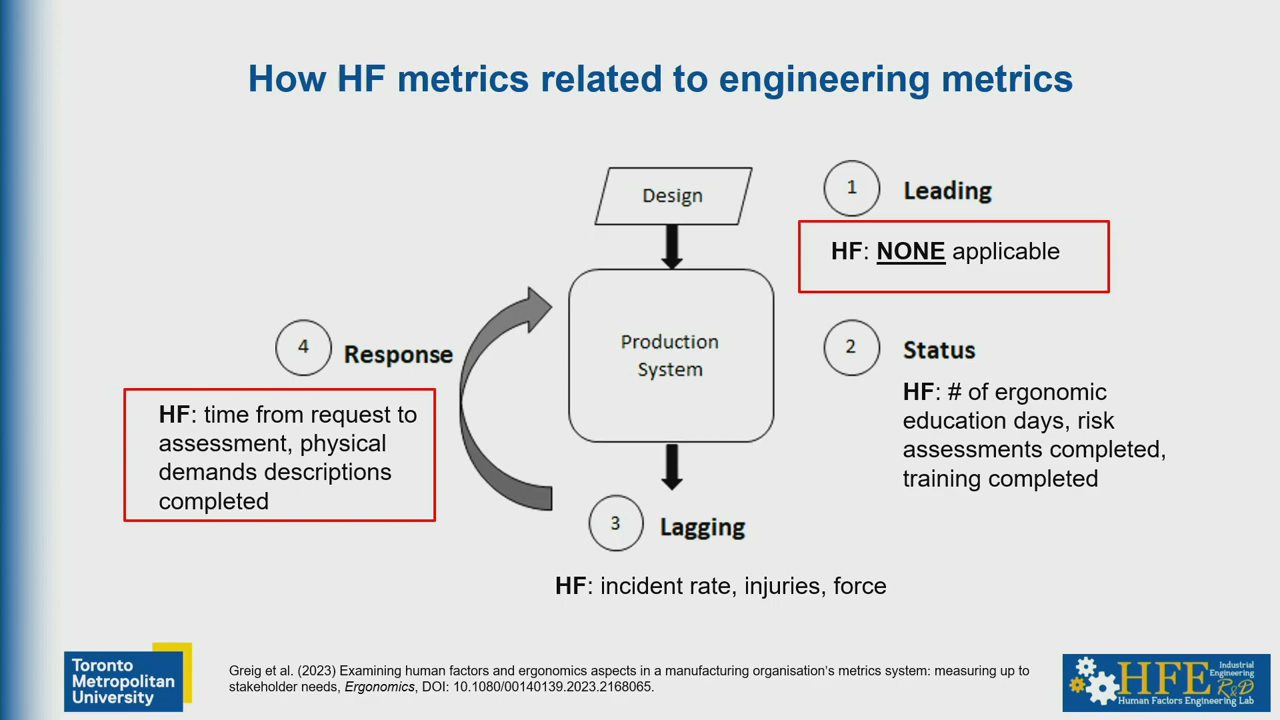 How HF metrics related to engineering metrics
Design
1
Leading
HF: NONE applicable
Production
System
2
Status
HF: # of ergonomic
education days, risk
assessments completed,
training completed
4
Response
HF: time from request to
assessment, physical
demands descriptions
completed
3
Lagging
HF: incident rate, injuries, force
Toronto
Metropolitan
University
Greig et al. (2023) Examining human factors and ergonomics aspects in a manufacturing organisation's metrics system: measuring up to
stakeholder needs, Ergonomics, DOI: 10.1080/00140139.2023.2168065.
HFE
Industrial
Engineering
R&D
Human Factors Engineering Lab